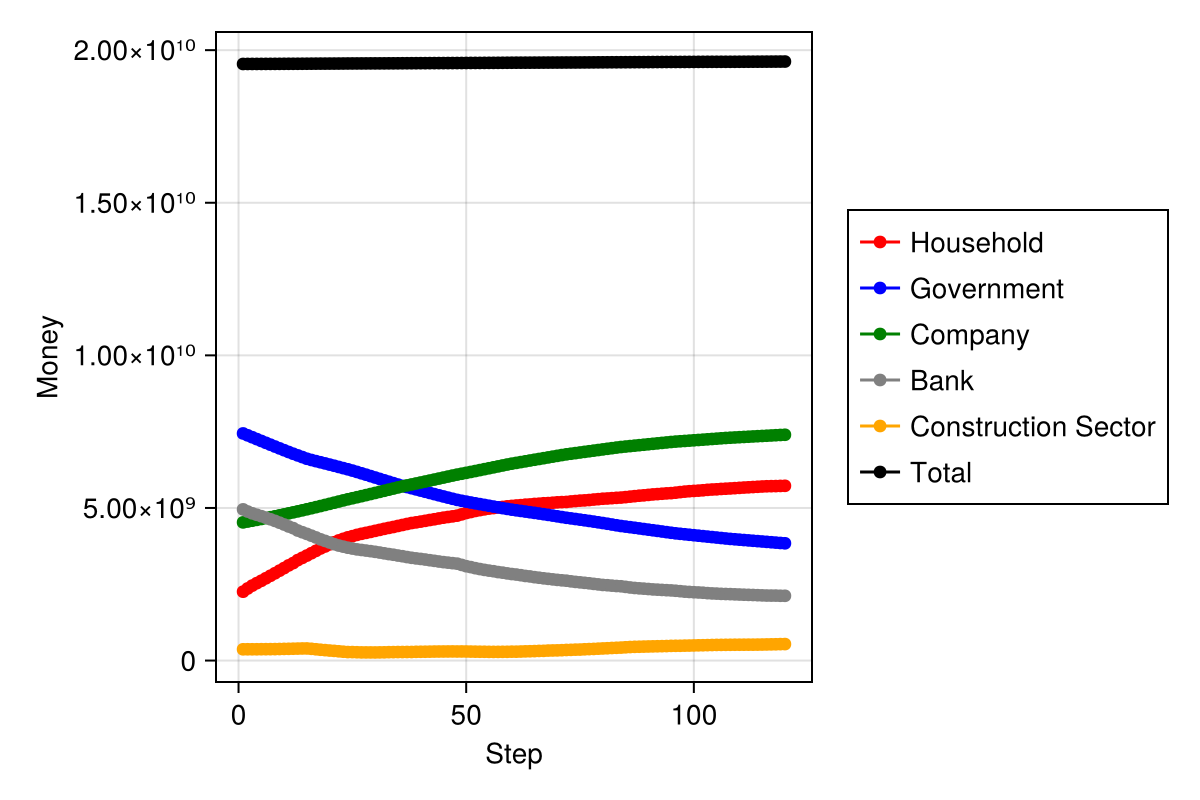 2.00×10¹⁰
1.50×10¹⁰
1.00×10¹⁰
5.00×10⁹
0
Money
0 50 100
Step
Household
Government
Company
Bank
Construction Sector
Total